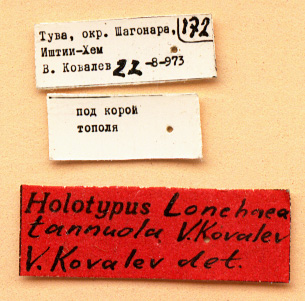 Тува, окр. Шагонара, 172
Иштии-Хем
В. Ковалев 22-8-973
под корой
тополя
Holotypus Lonchaea
tannuola V.Kovalev
V. Kovalev det.